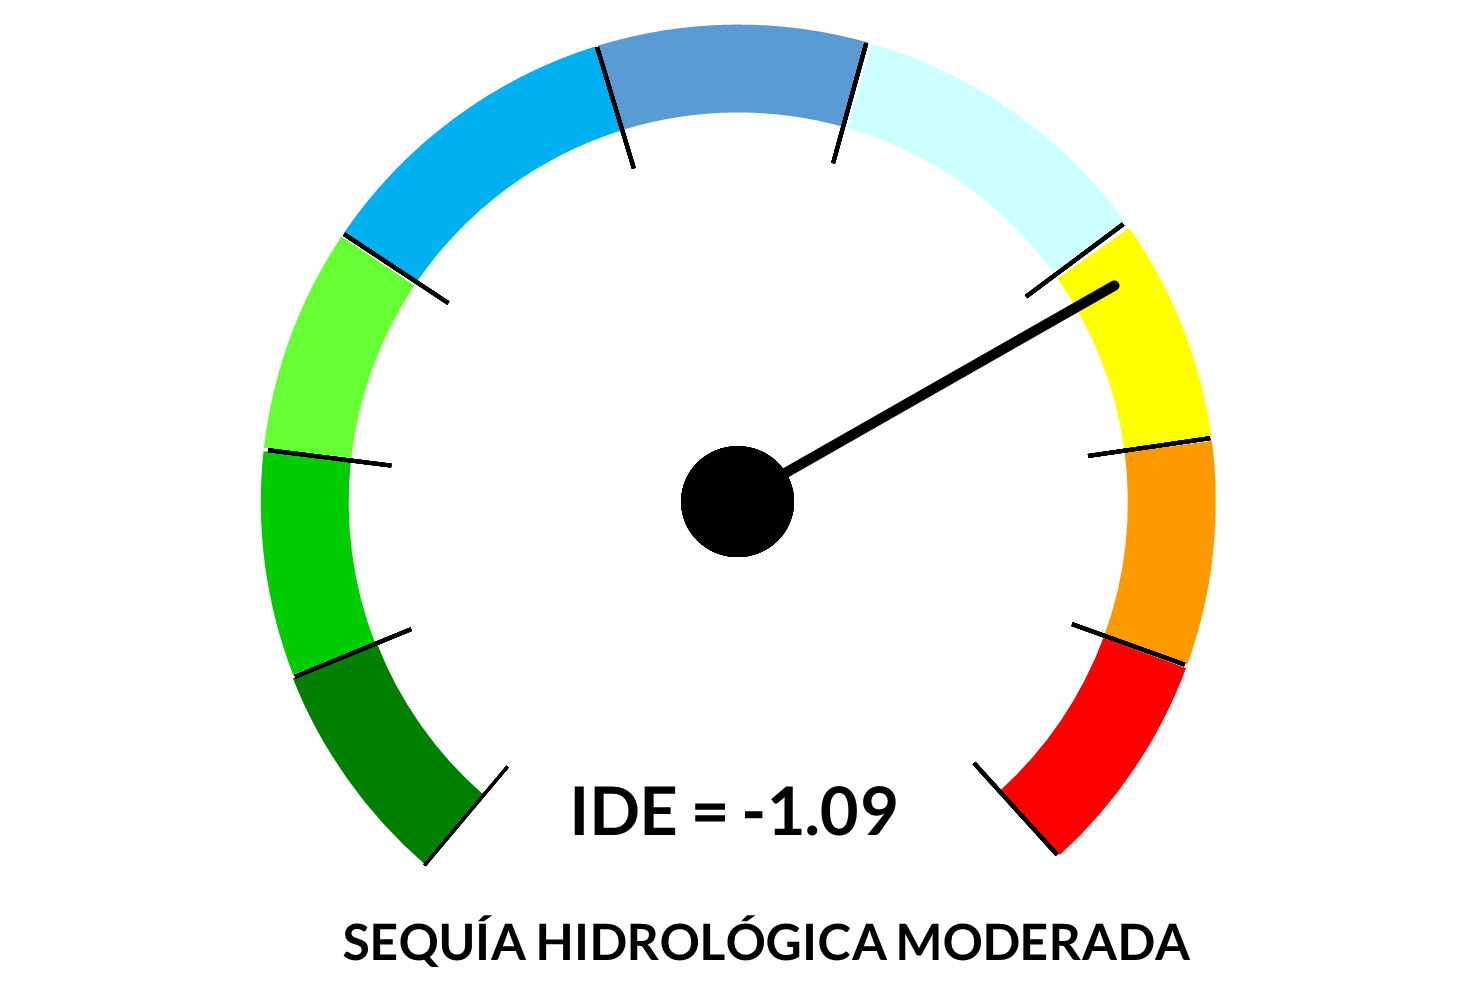 IDE = -1.09
SEQUÍA HIDROLÓGICA MODERADA